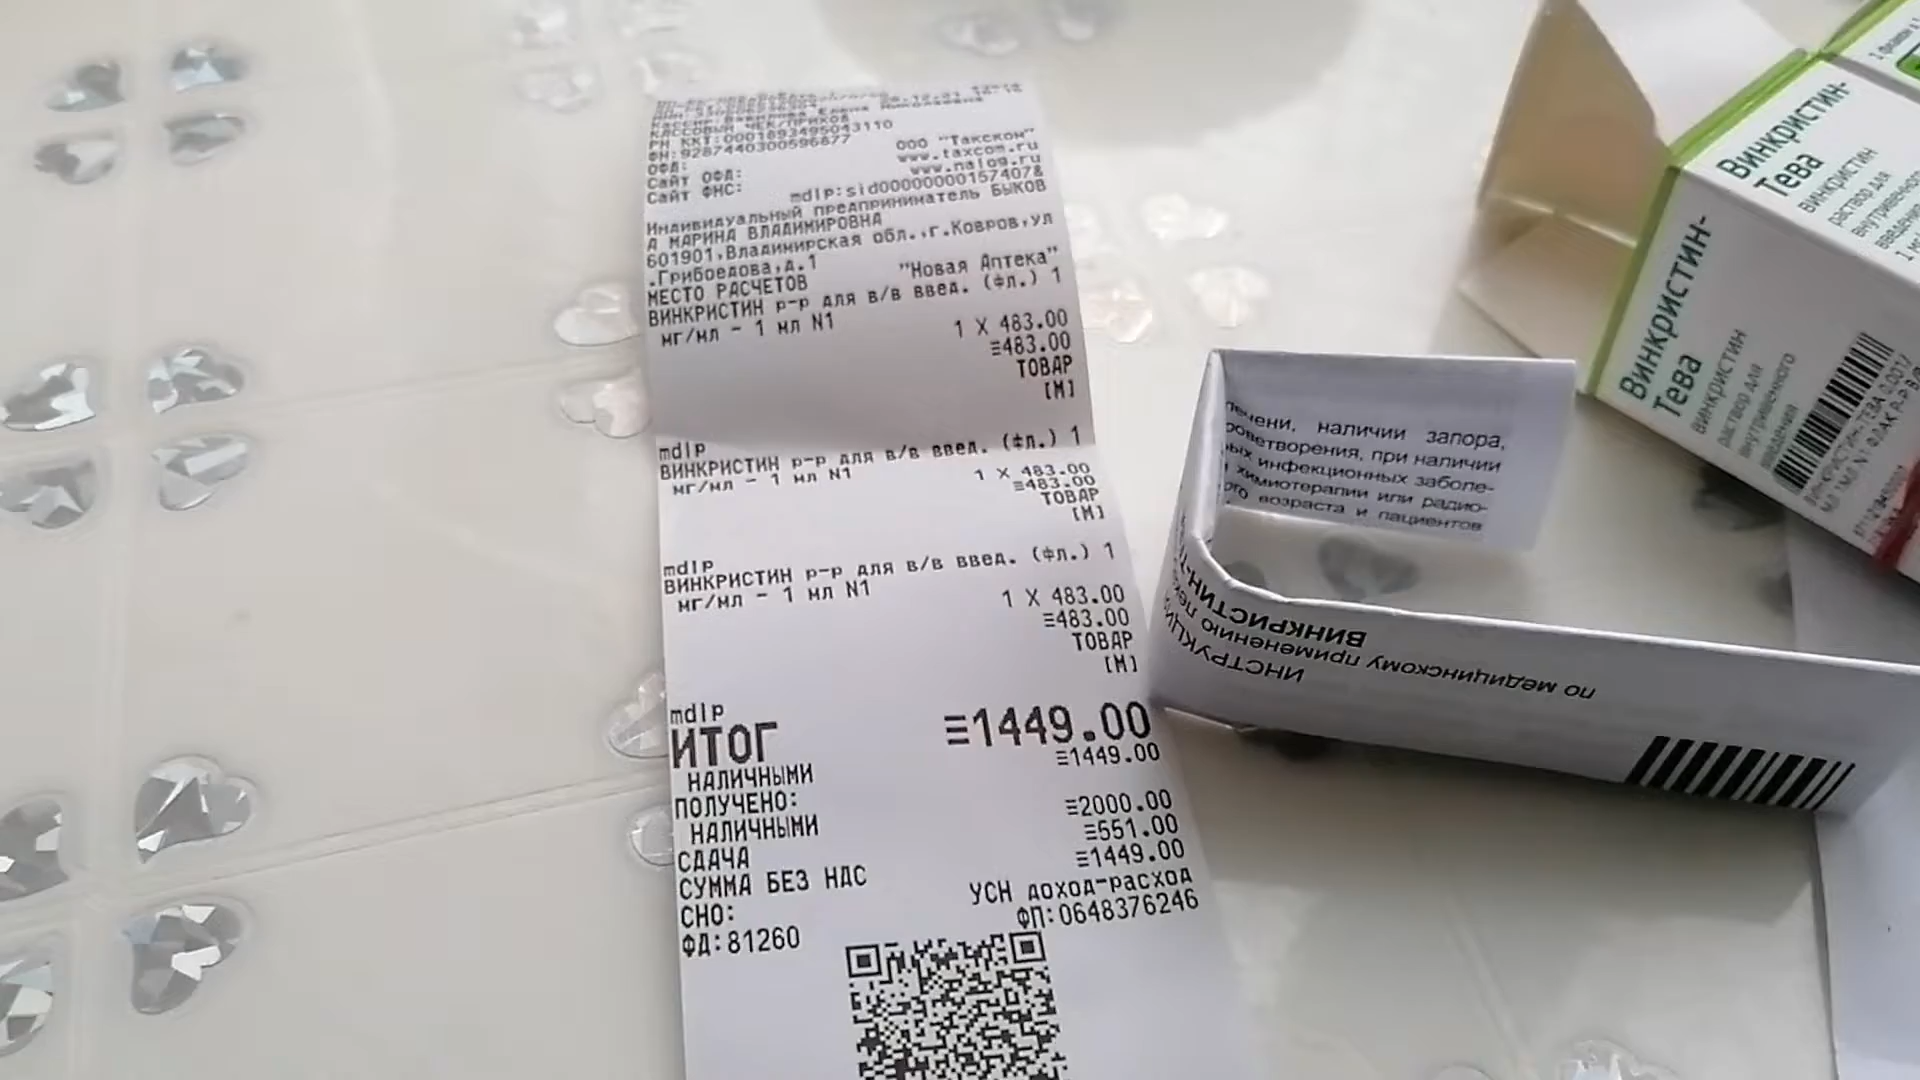 КАССОВЫЙ ЧЕК/ПРИХОД
РН ККТ:0001893495043110
ФН:9287440300596877
ОФД: ООО "Такском"
Сайт ОФД: www.taxcom.ru
Сайт ФНС: www.nalog.ru
mdlp:sid00000000157407&
Индивидуальный предприниматель БЫКОВ
А МАРИНА ВЛАДИМИРОВНА
601901,Владимирская обл.,г.Ковров,ул
.Грибоедова,д.1
МЕСТО РАСЧЕТОВ "Новая Аптека"
ВИНКРИСТИН р-р для в/в введ. (фл.) 1
мг/мл - 1 мл N1
1 X 483.00
≡483.00
ТОВАР
[М]
mdlp
ВИНКРИСТИН р-р для в/в введ. (фл.) 1
мг/мл - 1 мл N1
1 X 483.00
≡483.00
ТОВАР
[М]
mdlp
ВИНКРИСТИН р-р для в/в введ. (фл.) 1
мг/мл - 1 мл N1
1 X 483.00
≡483.00
ТОВАР
[М]
mdlp
ИТОГ ≡1449.00
НАЛИЧНЫМИ ≡1449.00
ПОЛУЧЕНО:
НАЛИЧНЫМИ ≡2000.00
СДАЧА ≡551.00
СУММА БЕЗ НДС ≡1449.00
СНО: УСН доход-расход
ФД:81260 ФП:0648376246
печени, наличии запора,
роветворения, при наличии
ых инфекционных заболе-
химиотерапии или радио-
ого возраста и пациентов
ИНСТРУКЦИ
по медицинскому применению
ВИНКРИСТИН-Т
Винкристин-
Тева
ВИНКРИСТИН
раствор для
внутривенного
введения
Винкристин-
Тева
ВИНКРИСТИН
раствор для
внутривенного
введения